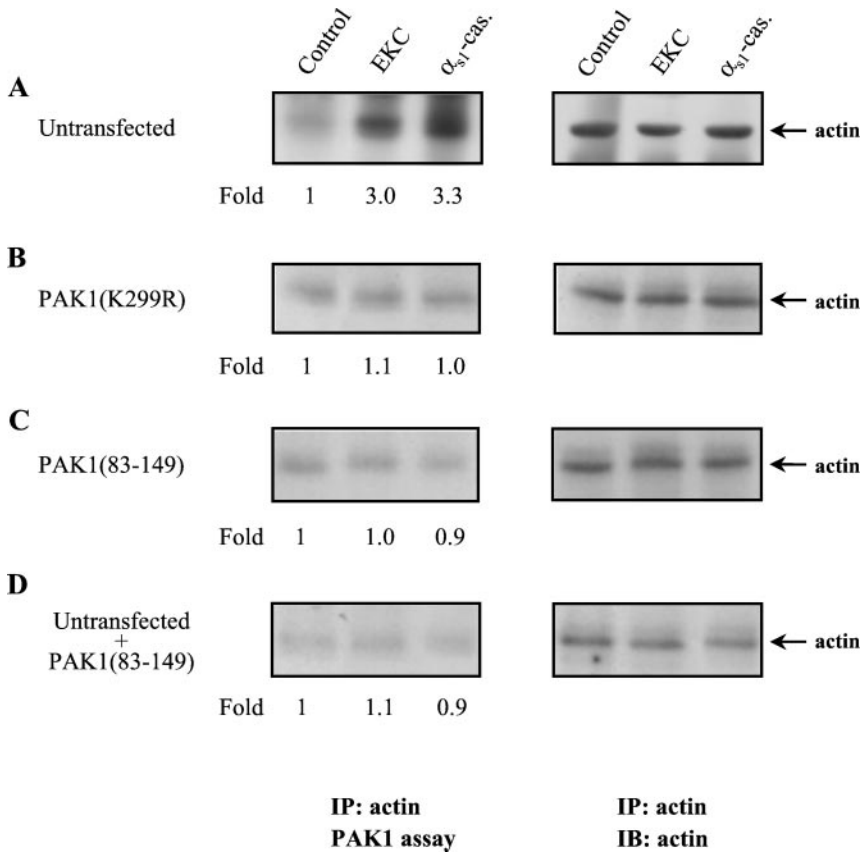 Control EKC αs1-cas. Control EKC αs1-cas.
A
Untransfected
actin
Fold 1 3.0 3.3
B
PAK1(K299R)
actin
Fold 1 1.1 1.0
C
PAK1(83-149)
actin
Fold 1 1.0 0.9
D
Untransfected
+
PAK1(83-149)
actin
Fold 1 1.1 0.9
IP: actin IP: actin
PAK1 assay IB: actin